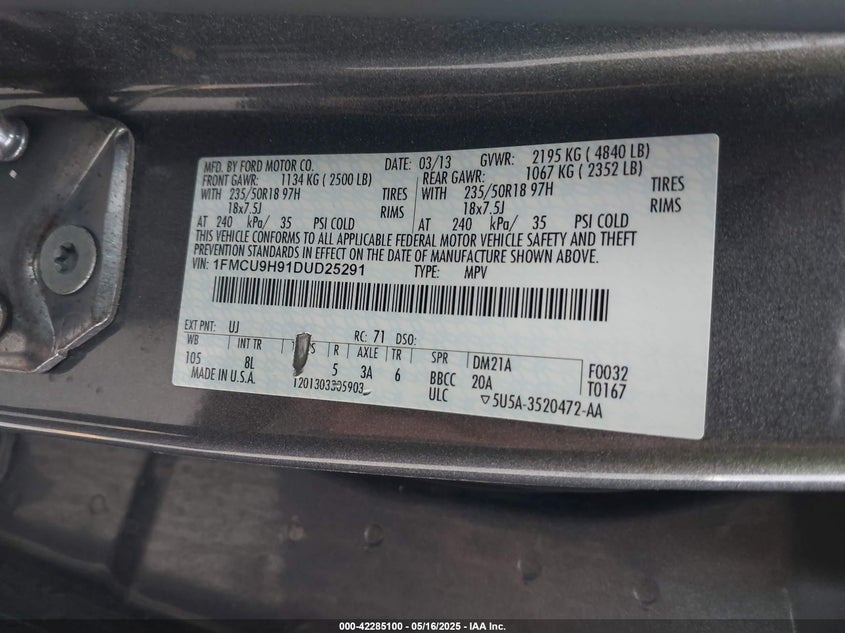 MFD. BY FORD MOTOR CO. DATE: 03/13 GVWR: 2195 KG ( 4840 LB)
FRONT GAWR: 1134 KG ( 2500 LB) REAR GAWR: 1067 KG ( 2352 LB)
WITH 235/50R18 97H TIRES WITH 235/50R18 97H TIRES
18x7.5J RIMS 18x7.5J RIMS
AT 240 kPa/ 35 PSI COLD AT 240 kPa/ 35 PSI COLD
THIS VEHICLE CONFORMS TO ALL APPLICABLE FEDERAL MOTOR VEHICLE SAFETY AND THEFT
PREVENTION STANDARDS IN EFFECT ON THE DATE OF MANUFACTURE SHOWN ABOVE.
VIN: 1FMCU9H91DUD25291 TYPE: MPV
EXT PNT: UJ RC: 71 DSO:
WB INT TR S R AXLE TR SPR DM21A F0032
105 8L 5 3A 6 BBCC 20A T0167
MADE IN U.S.A. ULC ▽5U5A-3520472-AA
000-42285100 - 05/16/2025 - IAA Inc.